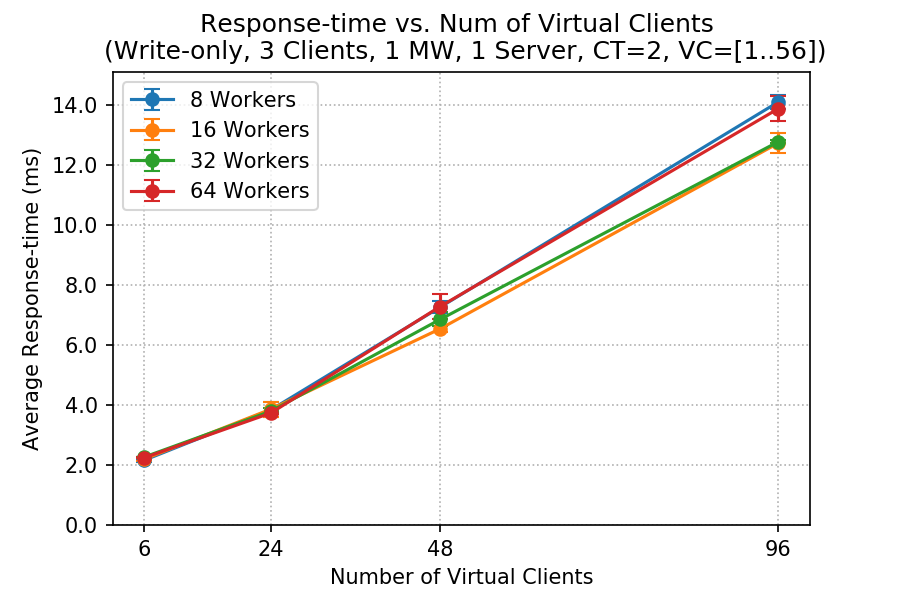 Response-time vs. Num of Virtual Clients
(Write-only, 3 Clients, 1 MW, 1 Server, CT=2, VC=[1..56])
8 Workers
16 Workers
32 Workers
64 Workers
Average Response-time (ms)
14.0
12.0
10.0
8.0
6.0
4.0
2.0
0.0
6 24 48 96
Number of Virtual Clients